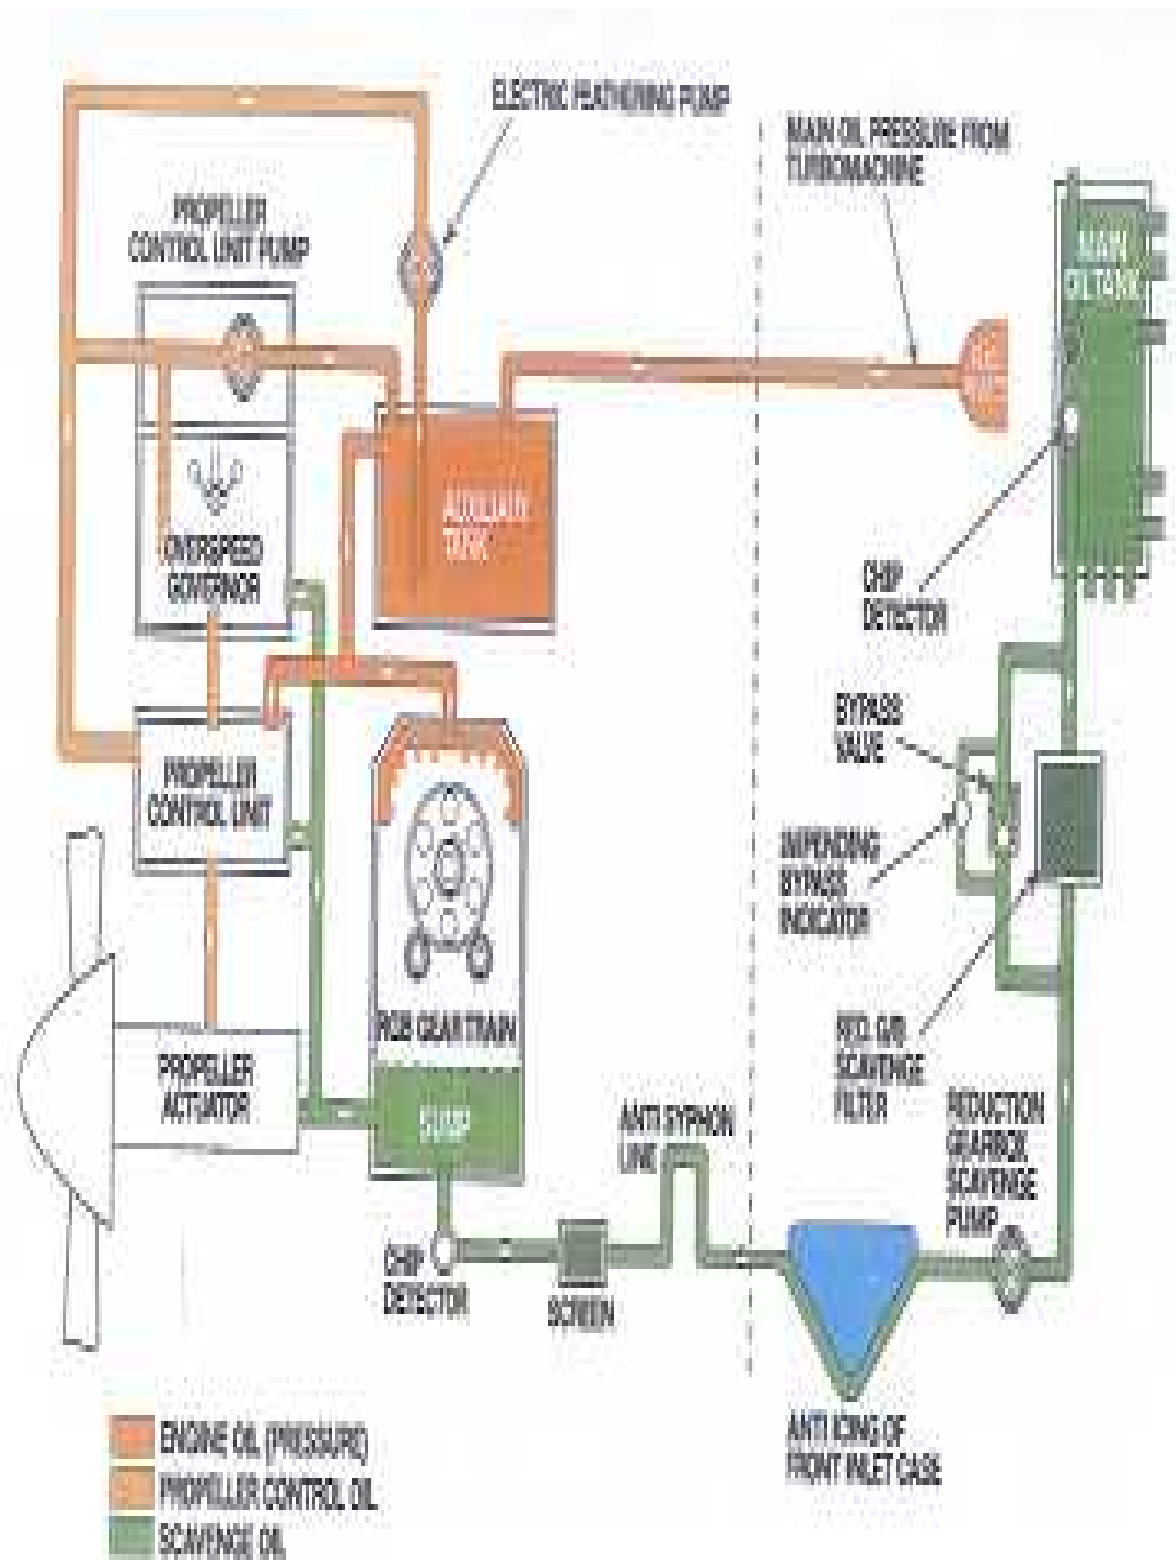 ELECTRIC FEATHERING PUMP
MAIN OIL PRESSURE FROM
TURBOMACHINE
PROPELLER
CONTROL UNIT PUMP
MAIN
OIL TANK
AUXILIARY
TANK
OVERSPEED
GOVERNOR
CHIP
DETECTOR
BYPASS
VALVE
PROPELLER
CONTROL UNIT
IMPENDING
BYPASS
INDICATOR
RGB GEAR TRAIN
RED. G/B
SCAVENGE
FILTER
PROPELLER
ACTUATOR
SUMP
ANTI SYPHON
LINE
REDUCTION
GEARBOX
SCAVENGE
PUMP
CHIP
DETECTOR
SCREEN
ANTI ICING OF
FRONT INLET CASE
ENGINE OIL (PRESSURE)
PROPELLER CONTROL OIL
SCAVENGE OIL